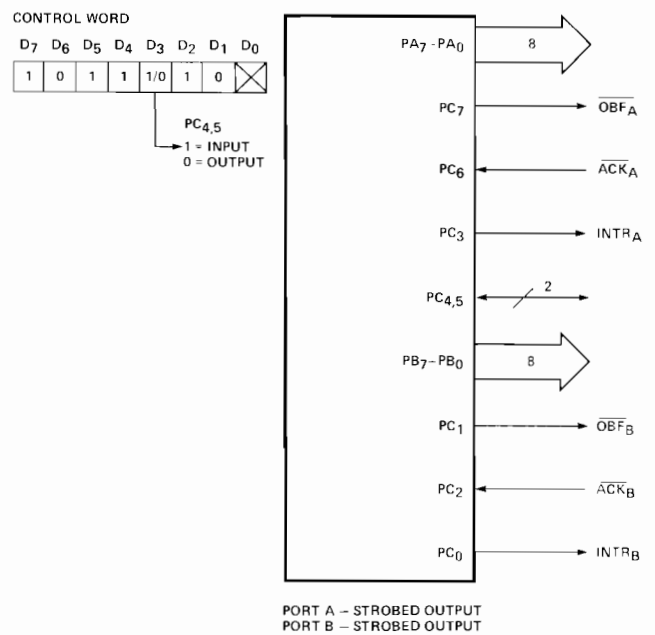 CONTROL WORD
D7 D6 D5 D4 D3 D2 D1 D0
1 0 1 1 1/0 1 0
PC4,5
1 = INPUT
0 = OUTPUT
PA7-PA0 8
PC7 OBFA
PC6 ACKA
PC3 INTRA
PC4,5 2
PB7-PB0 8
PC1 OBFB
PC2 ACKB
PC0 INTRB
PORT A – STROBED OUTPUT
PORT B – STROBED OUTPUT